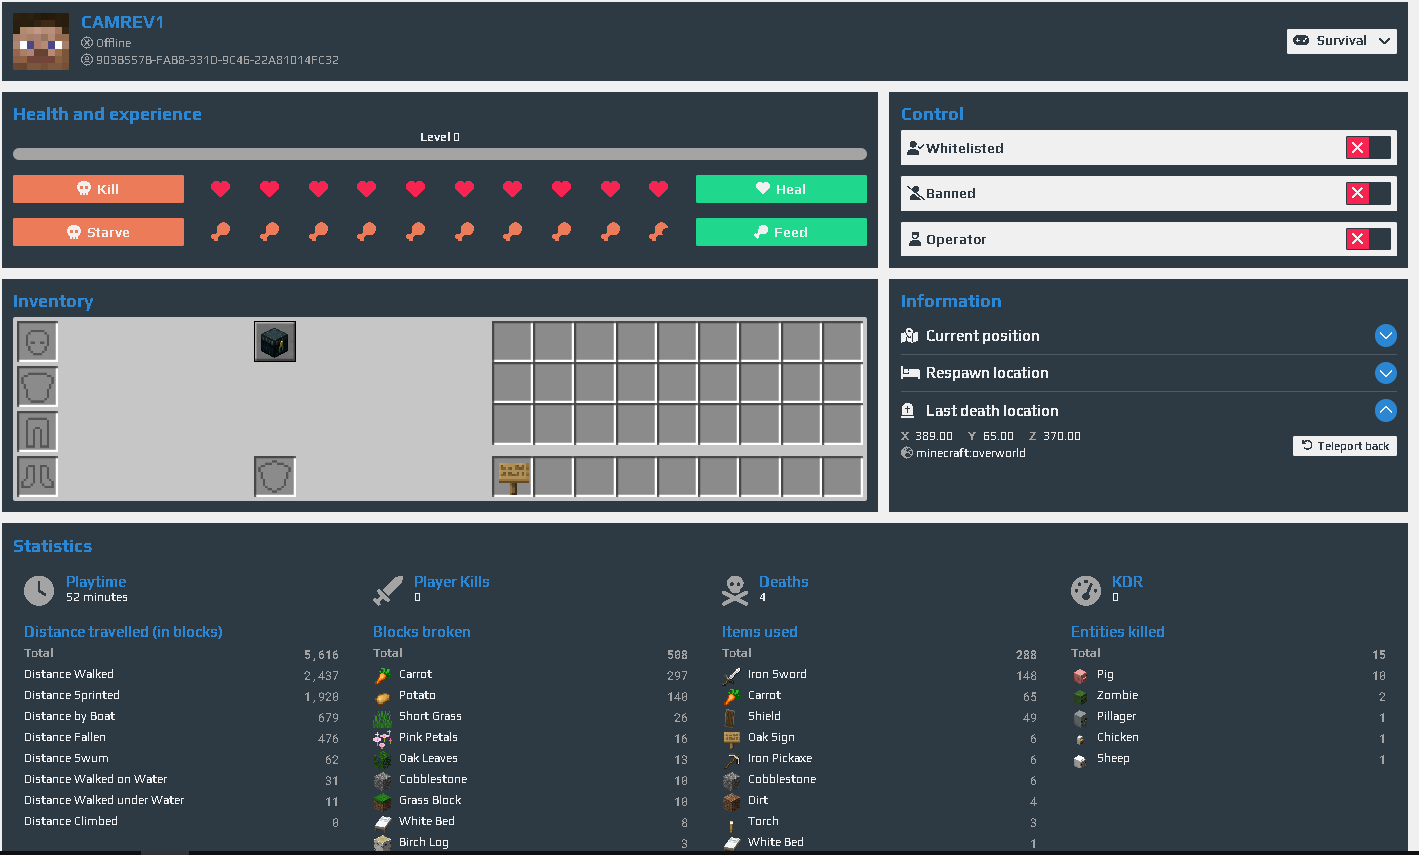 CAMREV1
Offline
903B557B-FAB8-331D-9C46-22A81D14FC32
Survival
Health and experience
Level 0
Kill
Heal
Starve
Feed
Control
Whitelisted
Banned
Operator
Inventory
Information
Current position
Respawn location
Last death location
X 389.00 Y 65.00 Z 370.00
minecraft:overworld
Teleport back
Statistics
Playtime
52 minutes
Player Kills
0
Deaths
4
KDR
0
Distance travelled (in blocks)
Total 5,616
Distance Walked 2,437
Distance Sprinted 1,920
Distance by Boat 679
Distance Fallen 476
Distance Swum 62
Distance Walked on Water 31
Distance Walked under Water 11
Distance Climbed 0
Blocks broken
Total 508
Carrot 297
Potato 140
Short Grass 26
Pink Petals 16
Oak Leaves 13
Cobblestone 10
Grass Block 10
White Bed 8
Birch Log 3
Items used
Total 288
Iron Sword 148
Carrot 65
Shield 49
Oak Sign 6
Iron Pickaxe 6
Cobblestone 6
Dirt 4
Torch 3
White Bed 1
Entities killed
Total 15
Pig 10
Zombie 2
Pillager 1
Chicken 1
Sheep 1